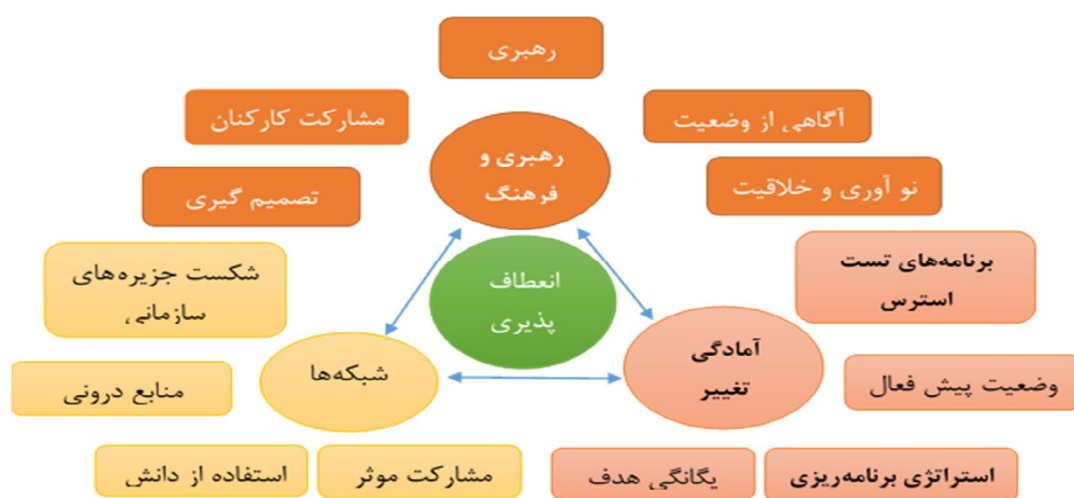 رهبری
مشارکت کارکنان
آگاهی از وضعیت
رهبری و
فرهنگ
نو آوری و خلاقیت
تصمیم گیری
انعطاف
پذیری
برنامه‌های تست
استرس
شکست جزیره‌های
سازمانی
آمادگی
تغییر
شبکه‌ها
وضعیت پیش فعال
منابع درونی
استراتژی برنامه‌ریزی
یگانگی هدف
مشارکت موثر
استفاده از دانش